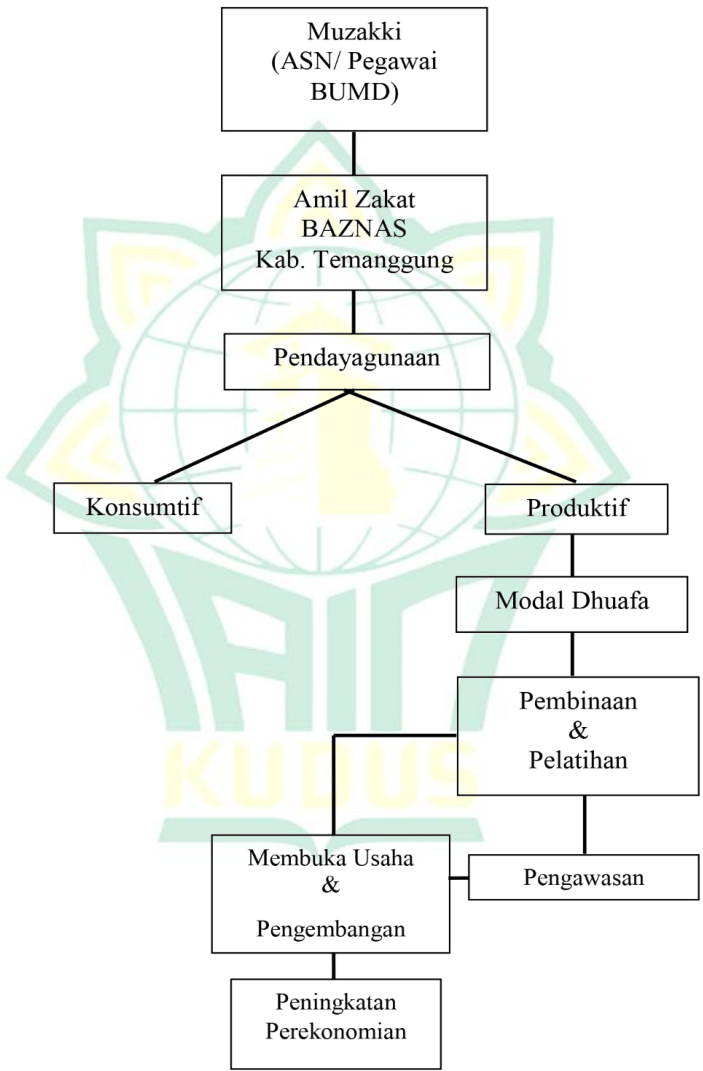 Muzakki
(ASN/ Pegawai
BUMD)
Amil Zakat
BAZNAS
Kab. Temanggung
Pendayagunaan
Konsumtif
Produktif
Modal Dhuafa
Pembinaan
&
Pelatihan
Membuka Usaha
&
Pengembangan
Pengawasan
Peningkatan
Perekonomian
IAIN
KUDUS